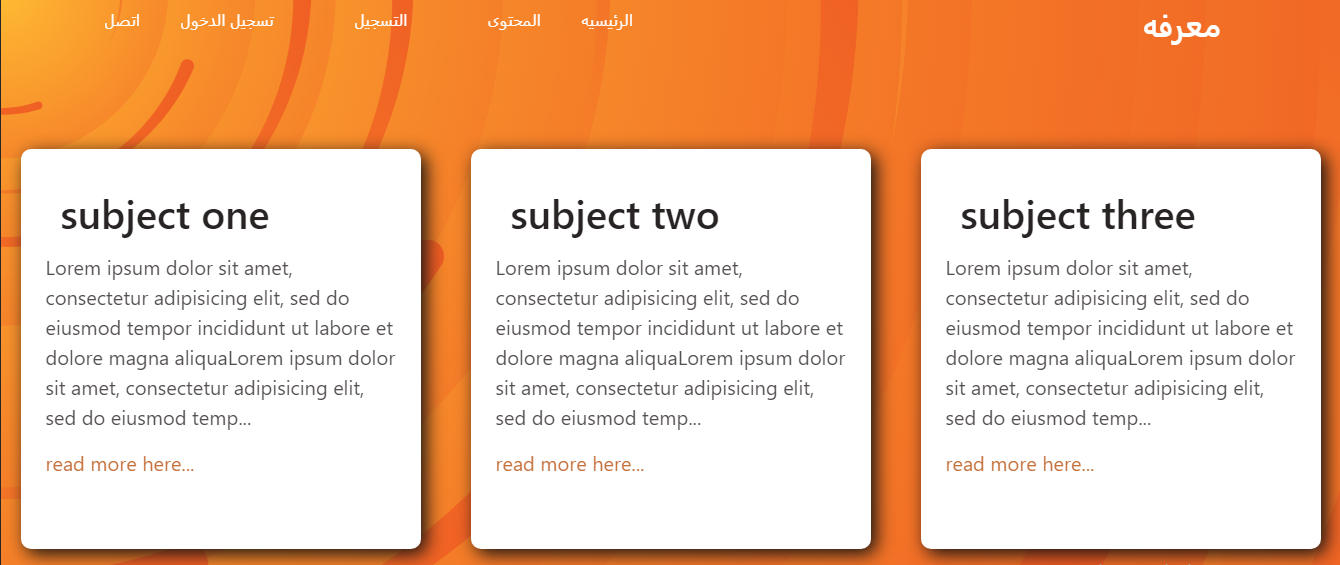 معرفه
الرئيسيه
المحتوى
التسجيل
تسجيل الدخول
اتصل
subject one
Lorem ipsum dolor sit amet,
consectetur adipisicing elit, sed do
eiusmod tempor incididunt ut labore et
dolore magna aliquaLorem ipsum dolor
sit amet, consectetur adipisicing elit,
sed do eiusmod temp...
read more here...
subject two
Lorem ipsum dolor sit amet,
consectetur adipisicing elit, sed do
eiusmod tempor incididunt ut labore et
dolore magna aliquaLorem ipsum dolor
sit amet, consectetur adipisicing elit,
sed do eiusmod temp...
read more here...
subject three
Lorem ipsum dolor sit amet,
consectetur adipisicing elit, sed do
eiusmod tempor incididunt ut labore et
dolore magna aliquaLorem ipsum dolor
sit amet, consectetur adipisicing elit,
sed do eiusmod temp...
read more here...